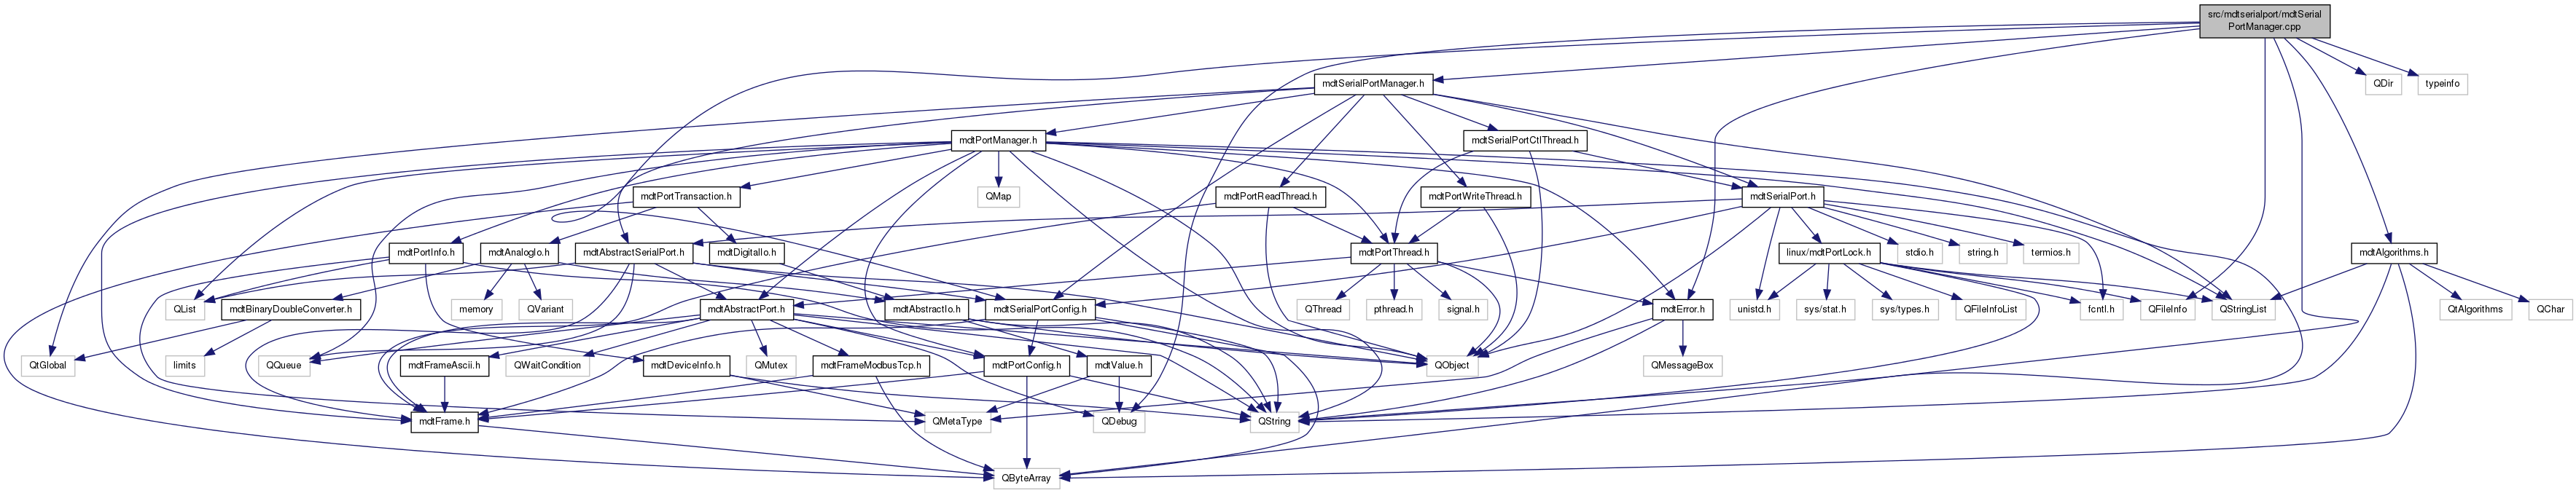 src/mdtserialport/mdtSerial
PortManager.cpp
mdtSerialPortManager.h
QDir
typeinfo
mdtPortManager.h
mdtSerialPortCtlThread.h
mdtPortTransaction.h
QMap
mdtPortReadThread.h
mdtPortWriteThread.h
mdtSerialPort.h
mdtPortInfo.h
mdtAnalogIo.h
mdtAbstractSerialPort.h
mdtDigitalIo.h
mdtPortThread.h
linux/mdtPortLock.h
stdio.h
string.h
termios.h
mdtAlgorithms.h
QList
mdtBinaryDoubleConverter.h
memory
QVariant
mdtAbstractPort.h
mdtAbstractIo.h
mdtSerialPortConfig.h
QThread
pthread.h
signal.h
mdtError.h
unistd.h
sys/stat.h
sys/types.h
QFileInfoList
fcntl.h
QFileInfo
QStringList
QtAlgorithms
QChar
QtGlobal
limits
QQueue
mdtFrameAscii.h
QWaitCondition
mdtDeviceInfo.h
QMutex
mdtFrameModbusTcp.h
mdtPortConfig.h
mdtValue.h
QObject
QMessageBox
mdtFrame.h
QMetaType
QDebug
QString
QByteArray